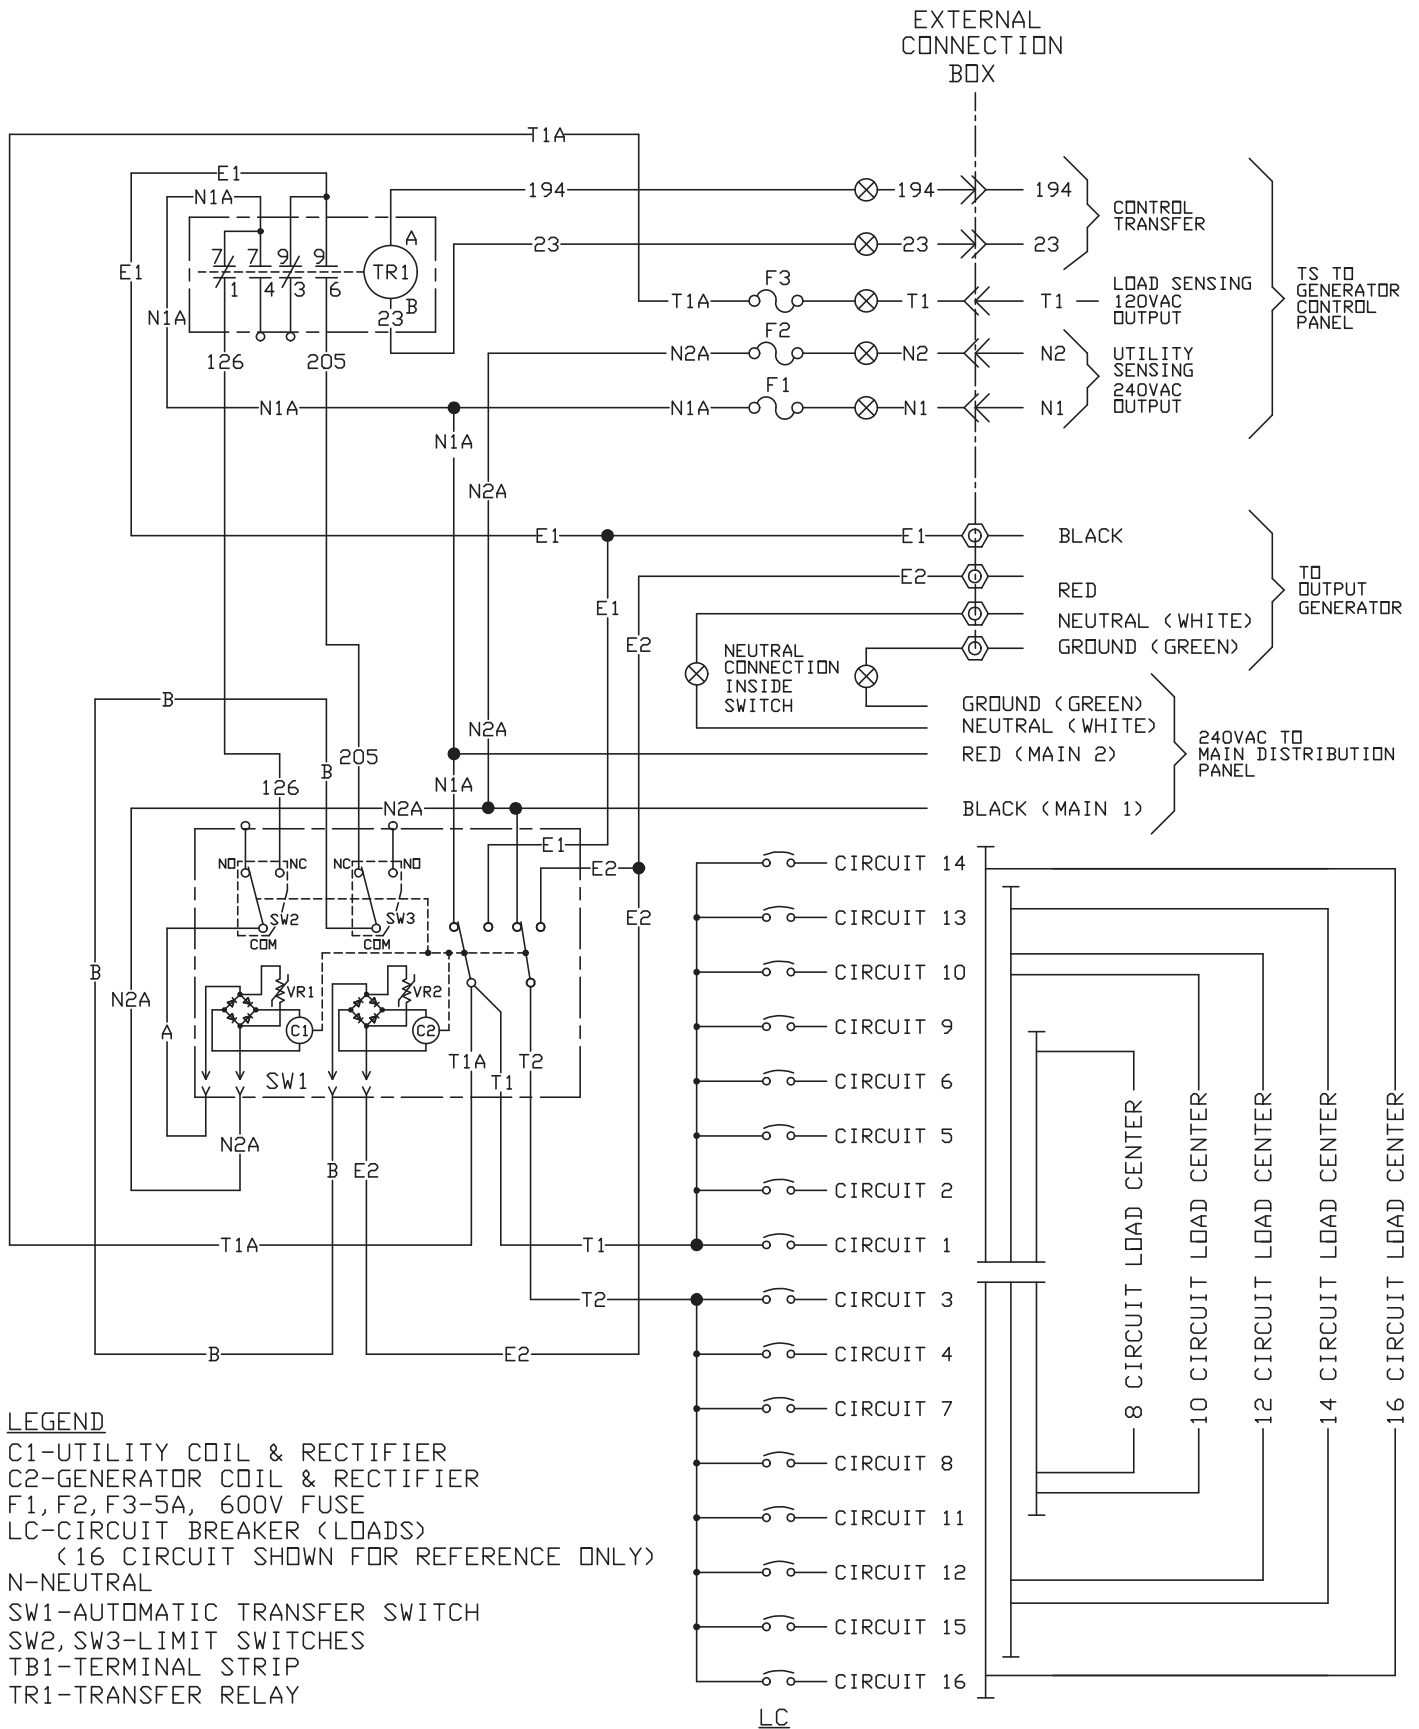 EXTERNAL
CONNECTION
BOX
T1A
E1
N1A
194
194
194
CONTROL
TRANSFER
A
23
23
23
7 7 9 9
TR1
E1
1 4 3 6
B
23
N1A
F3
T1A
T1
T1
LOAD SENSING
120VAC
OUTPUT
TS TO
GENERATOR
CONTROL
PANEL
126
205
F2
N2A
N2
N2
UTILITY
SENSING
240VAC
OUTPUT
F1
N1A
N1A
N1
N1
N1A
N2A
E1
E1
BLACK
E2
RED
TO
OUTPUT
GENERATOR
E1
NEUTRAL (WHITE)
E2
GROUND (GREEN)
NEUTRAL
CONNECTION
INSIDE
SWITCH
B
GROUND (GREEN)
NEUTRAL (WHITE)
N2A
RED (MAIN 2)
240VAC TO
MAIN DISTRIBUTION
PANEL
205
B
126
N1A
N2A
BLACK (MAIN 1)
E1
NO
NC
NC
NO
E2
SW2
SW3
COM
COM
E2
B
N2A
A
VR1
VR2
C1
C2
T1A
T2
T1
SW1
N2A
B
E2
T1A
T1
T2
B
E2
CIRCUIT 14
CIRCUIT 13
CIRCUIT 10
CIRCUIT 9
CIRCUIT 6
CIRCUIT 5
CIRCUIT 2
CIRCUIT 1
CIRCUIT 3
CIRCUIT 4
CIRCUIT 7
CIRCUIT 8
CIRCUIT 11
CIRCUIT 12
CIRCUIT 15
CIRCUIT 16
LC
8 CIRCUIT LOAD CENTER
10 CIRCUIT LOAD CENTER
12 CIRCUIT LOAD CENTER
14 CIRCUIT LOAD CENTER
16 CIRCUIT LOAD CENTER
LEGEND
C1-UTILITY COIL & RECTIFIER
C2-GENERATOR COIL & RECTIFIER
F1,F2,F3-5A, 600V FUSE
LC-CIRCUIT BREAKER (LOADS)
(16 CIRCUIT SHOWN FOR REFERENCE ONLY)
N-NEUTRAL
SW1-AUTOMATIC TRANSFER SWITCH
SW2,SW3-LIMIT SWITCHES
TB1-TERMINAL STRIP
TR1-TRANSFER RELAY